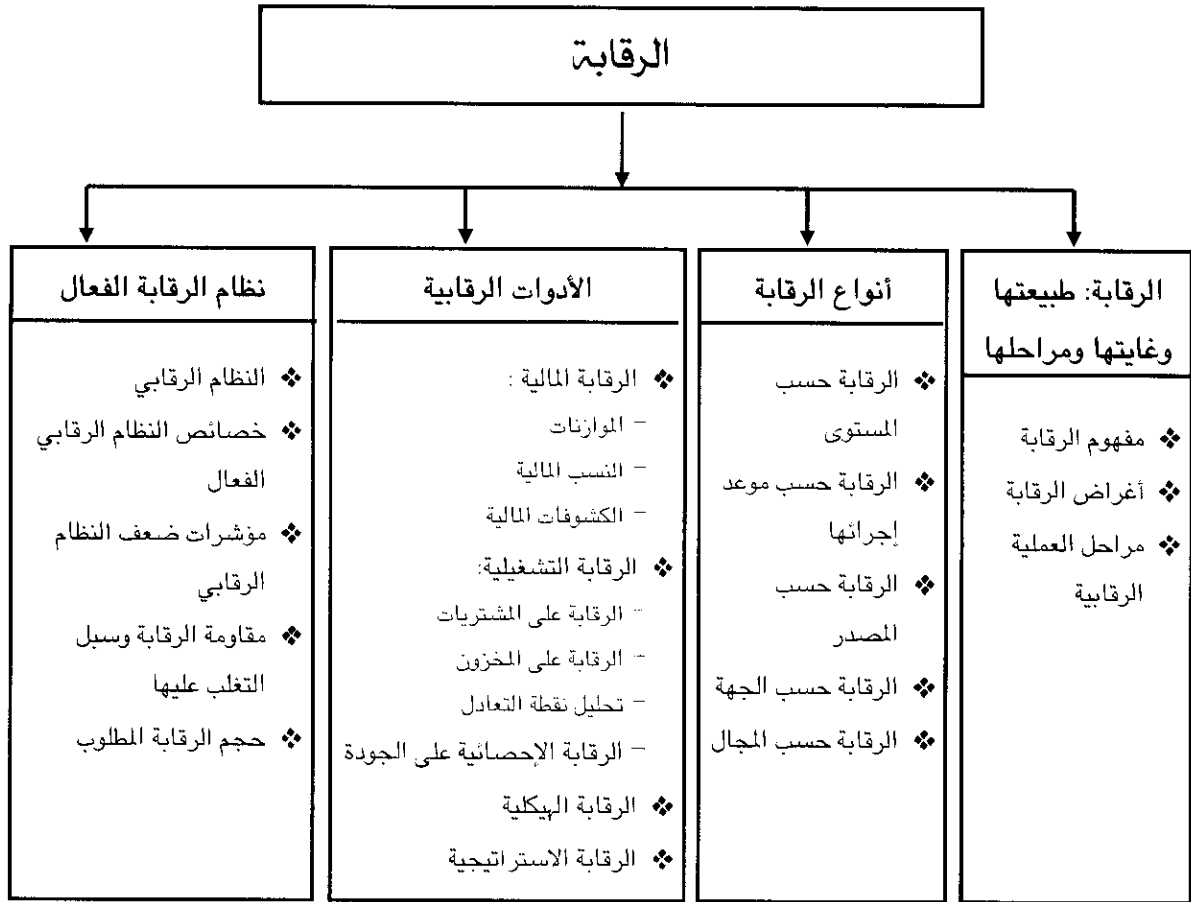 الرقابة
الرقابة: طبيعتها
وغايتها ومراحلها
❖ مفهوم الرقابة
❖ أغراض الرقابة
❖ مراحل العملية
الرقابية
أنواع الرقابة
❖ الرقابة حسب
المستوى
❖ الرقابة حسب موعد
إجرائها
❖ الرقابة حسب
المصدر
❖ الرقابة حسب الجهة
❖ الرقابة حسب المجال
الأدوات الرقابية
❖ الرقابة المالية :
– الموازنات
– النسب المالية
– الكشوفات المالية
❖ الرقابة التشغيلية:
– الرقابة على المشتريات
– الرقابة على المخزون
– تحليل نقطة التعادل
– الرقابة الإحصائية على الجودة
❖ الرقابة الهيكلية
❖ الرقابة الاستراتيجية
نظام الرقابة الفعال
❖ النظام الرقابي
❖ خصائص النظام الرقابي
الفعال
❖ مؤشرات ضعف النظام
الرقابي
❖ مقاومة الرقابة وسبل
التغلب عليها
❖ حجم الرقابة المطلوب